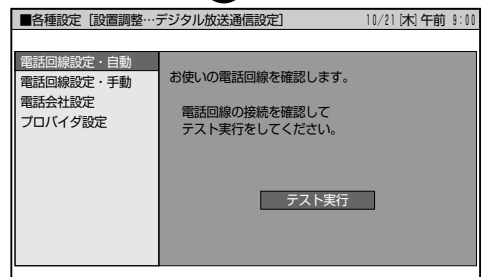 ■各種設定［設置調整…デジタル放送通信設定］ 10/21［木］午前 9:00
電話回線設定・自動
電話回線設定・手動
電話会社設定
プロバイダ設定
お使いの電話回線を確認します。
電話回線の接続を確認して
テスト実行をしてください。
テスト実行